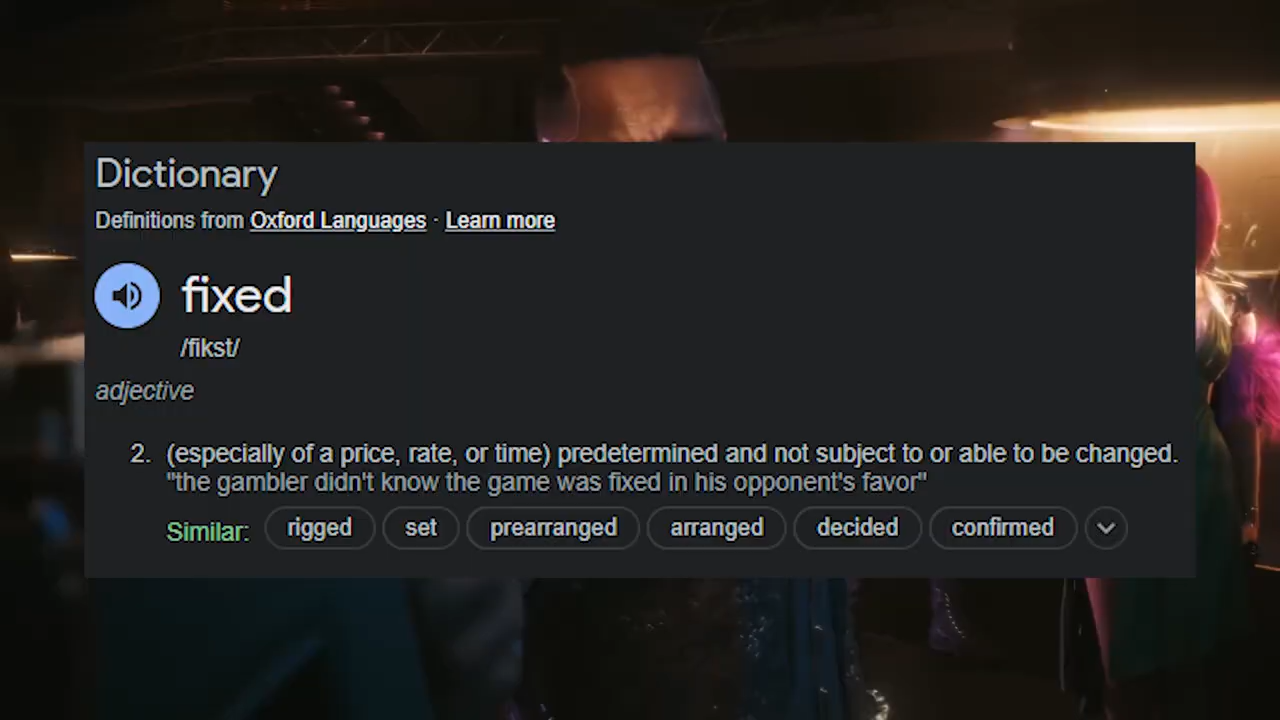 Dictionary
Definitions from Oxford Languages · Learn more
fixed
/fikst/
adjective
2. (especially of a price, rate, or time) predetermined and not subject to or able to be changed.
"the gambler didn't know the game was fixed in his opponent's favor"
Similar: rigged set prearranged arranged decided confirmed